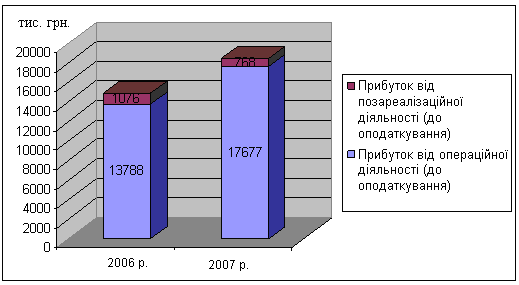 тис. грн.
20000
18000
16000
14000
12000
10000
8000
6000
4000
2000
0
1076
13788
768
17677
2006 р.
2007 р.
Прибуток від
позареалізаційної
діяльності (до
оподаткування)
Прибуток від операційної
діяльності (до
оподаткування)